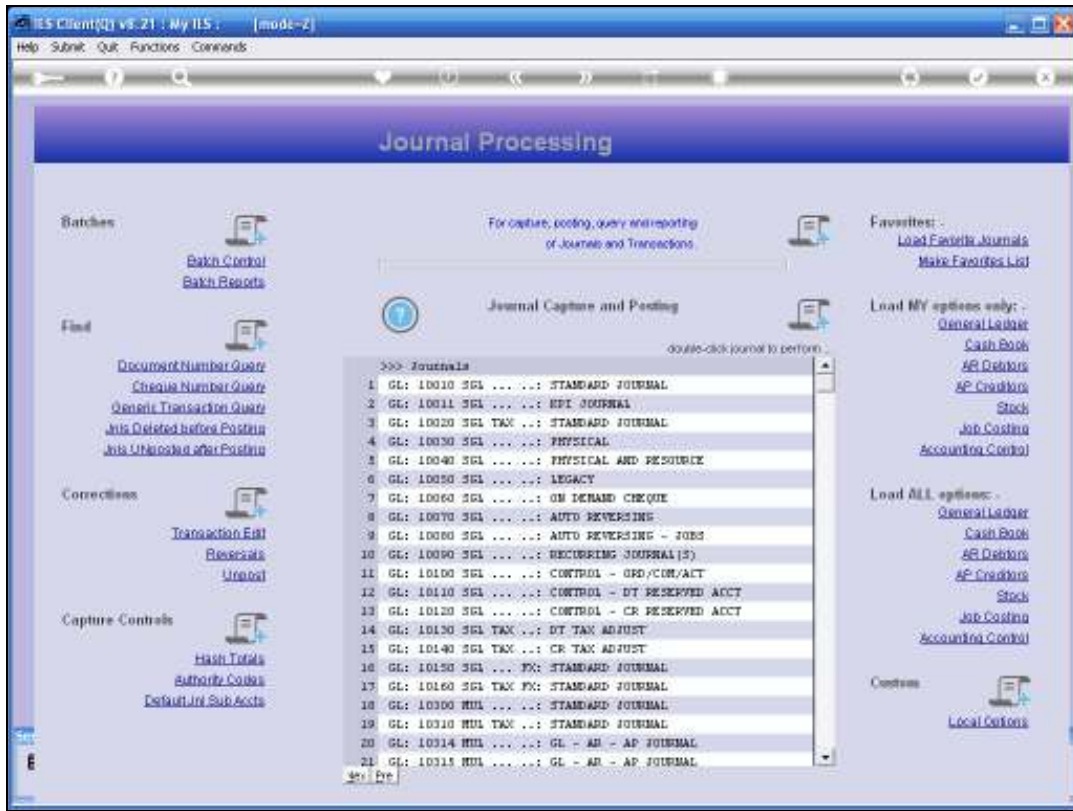 IES Client(Q) v8.21 : My IES : [mode=2]
Help Submit Quit Functions Commands
Journal Processing
Batches
Batch Control
Batch Reports
Find
Document Number Query
Cheque Number Query
Generic Transaction Query
Jnls Deleted before Posting
Jnls UNposted after Posting
Corrections
Transaction Edit
Reversals
Unpost
Capture Controls
Hash Totals
Authority Codes
Default Jnl Sub Accts
For capture, posting, query and reporting
of Journals and Transactions.
Journal Capture and Posting
double-click journal to perform .
>>> Journals
1 GL: 10010 SGL ... ..: STANDARD JOURNAL
2 GL: 10011 SGL ... ..: KPI JOURNAL
3 GL: 10020 SGL TAX ..: STANDARD JOURNAL
4 GL: 10030 SGL ... ..: PHYSICAL
5 GL: 10040 SGL ... ..: PHYSICAL AND RESOURCE
6 GL: 10050 SGL ... ..: LEGACY
7 GL: 10060 SGL ... ..: ON DEMAND CHEQUE
8 GL: 10070 SGL ... ..: AUTO REVERSING
9 GL: 10080 SGL ... ..: AUTO REVERSING - JOBS
10 GL: 10090 SGL ... ..: RECURRING JOURNAL(S)
11 GL: 10100 SGL ... ..: CONTROL - ORD/COM/ACT
12 GL: 10110 SGL ... ..: CONTROL - DT RESERVED ACCT
13 GL: 10120 SGL ... ..: CONTROL - CR RESERVED ACCT
14 GL: 10130 SGL TAX ..: DT TAX ADJUST
15 GL: 10140 SGL TAX ..: CR TAX ADJUST
16 GL: 10150 SGL ... FX: STANDARD JOURNAL
17 GL: 10160 SGL TAX FX: STANDARD JOURNAL
18 GL: 10300 MUL ... ..: STANDARD JOURNAL
19 GL: 10310 MUL TAX ..: STANDARD JOURNAL
20 GL: 10314 MUL ... ..: GL - AR - AP JOURNAL
21 GL: 10315 MUL ... ..: GL - AR - AP JOURNAL
Nex Pre
Favorites: .
Load Favorite Journals
Make Favorites List
Load MY options only: .
General Ledger
Cash Book
AR Debtors
AP Creditors
Stock
Job Costing
Accounting Control
Load ALL options: .
General Ledger
Cash Book
AR Debtors
AP Creditors
Stock
Job Costing
Accounting Control
Custom
Local Options